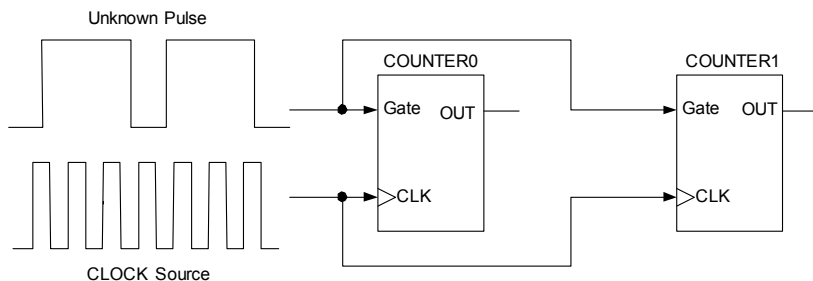 Unknown Pulse
COUNTER0
COUNTER1
Gate
OUT
Gate
OUT
CLK
CLK
CLOCK Source